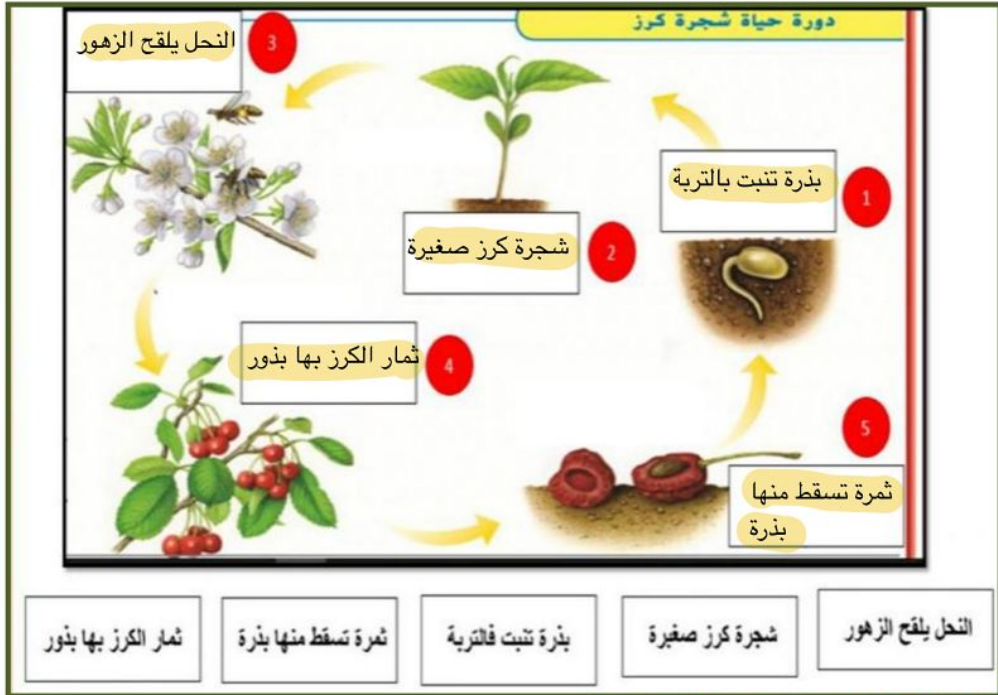 دورة حياة شجرة كرز
3
النحل يلقح الزهور
بذرة تنبت بالتربة
1
شجرة كرز صغيرة
2
ثمار الكرز بها بذور
4
5
ثمرة تسقط منها
بذرة
النحل يلقح الزهور
شجرة كرز صغيرة
بذرة تنبت فالتربة
ثمرة تسقط منها بذرة
ثمار الكرز بها بذور